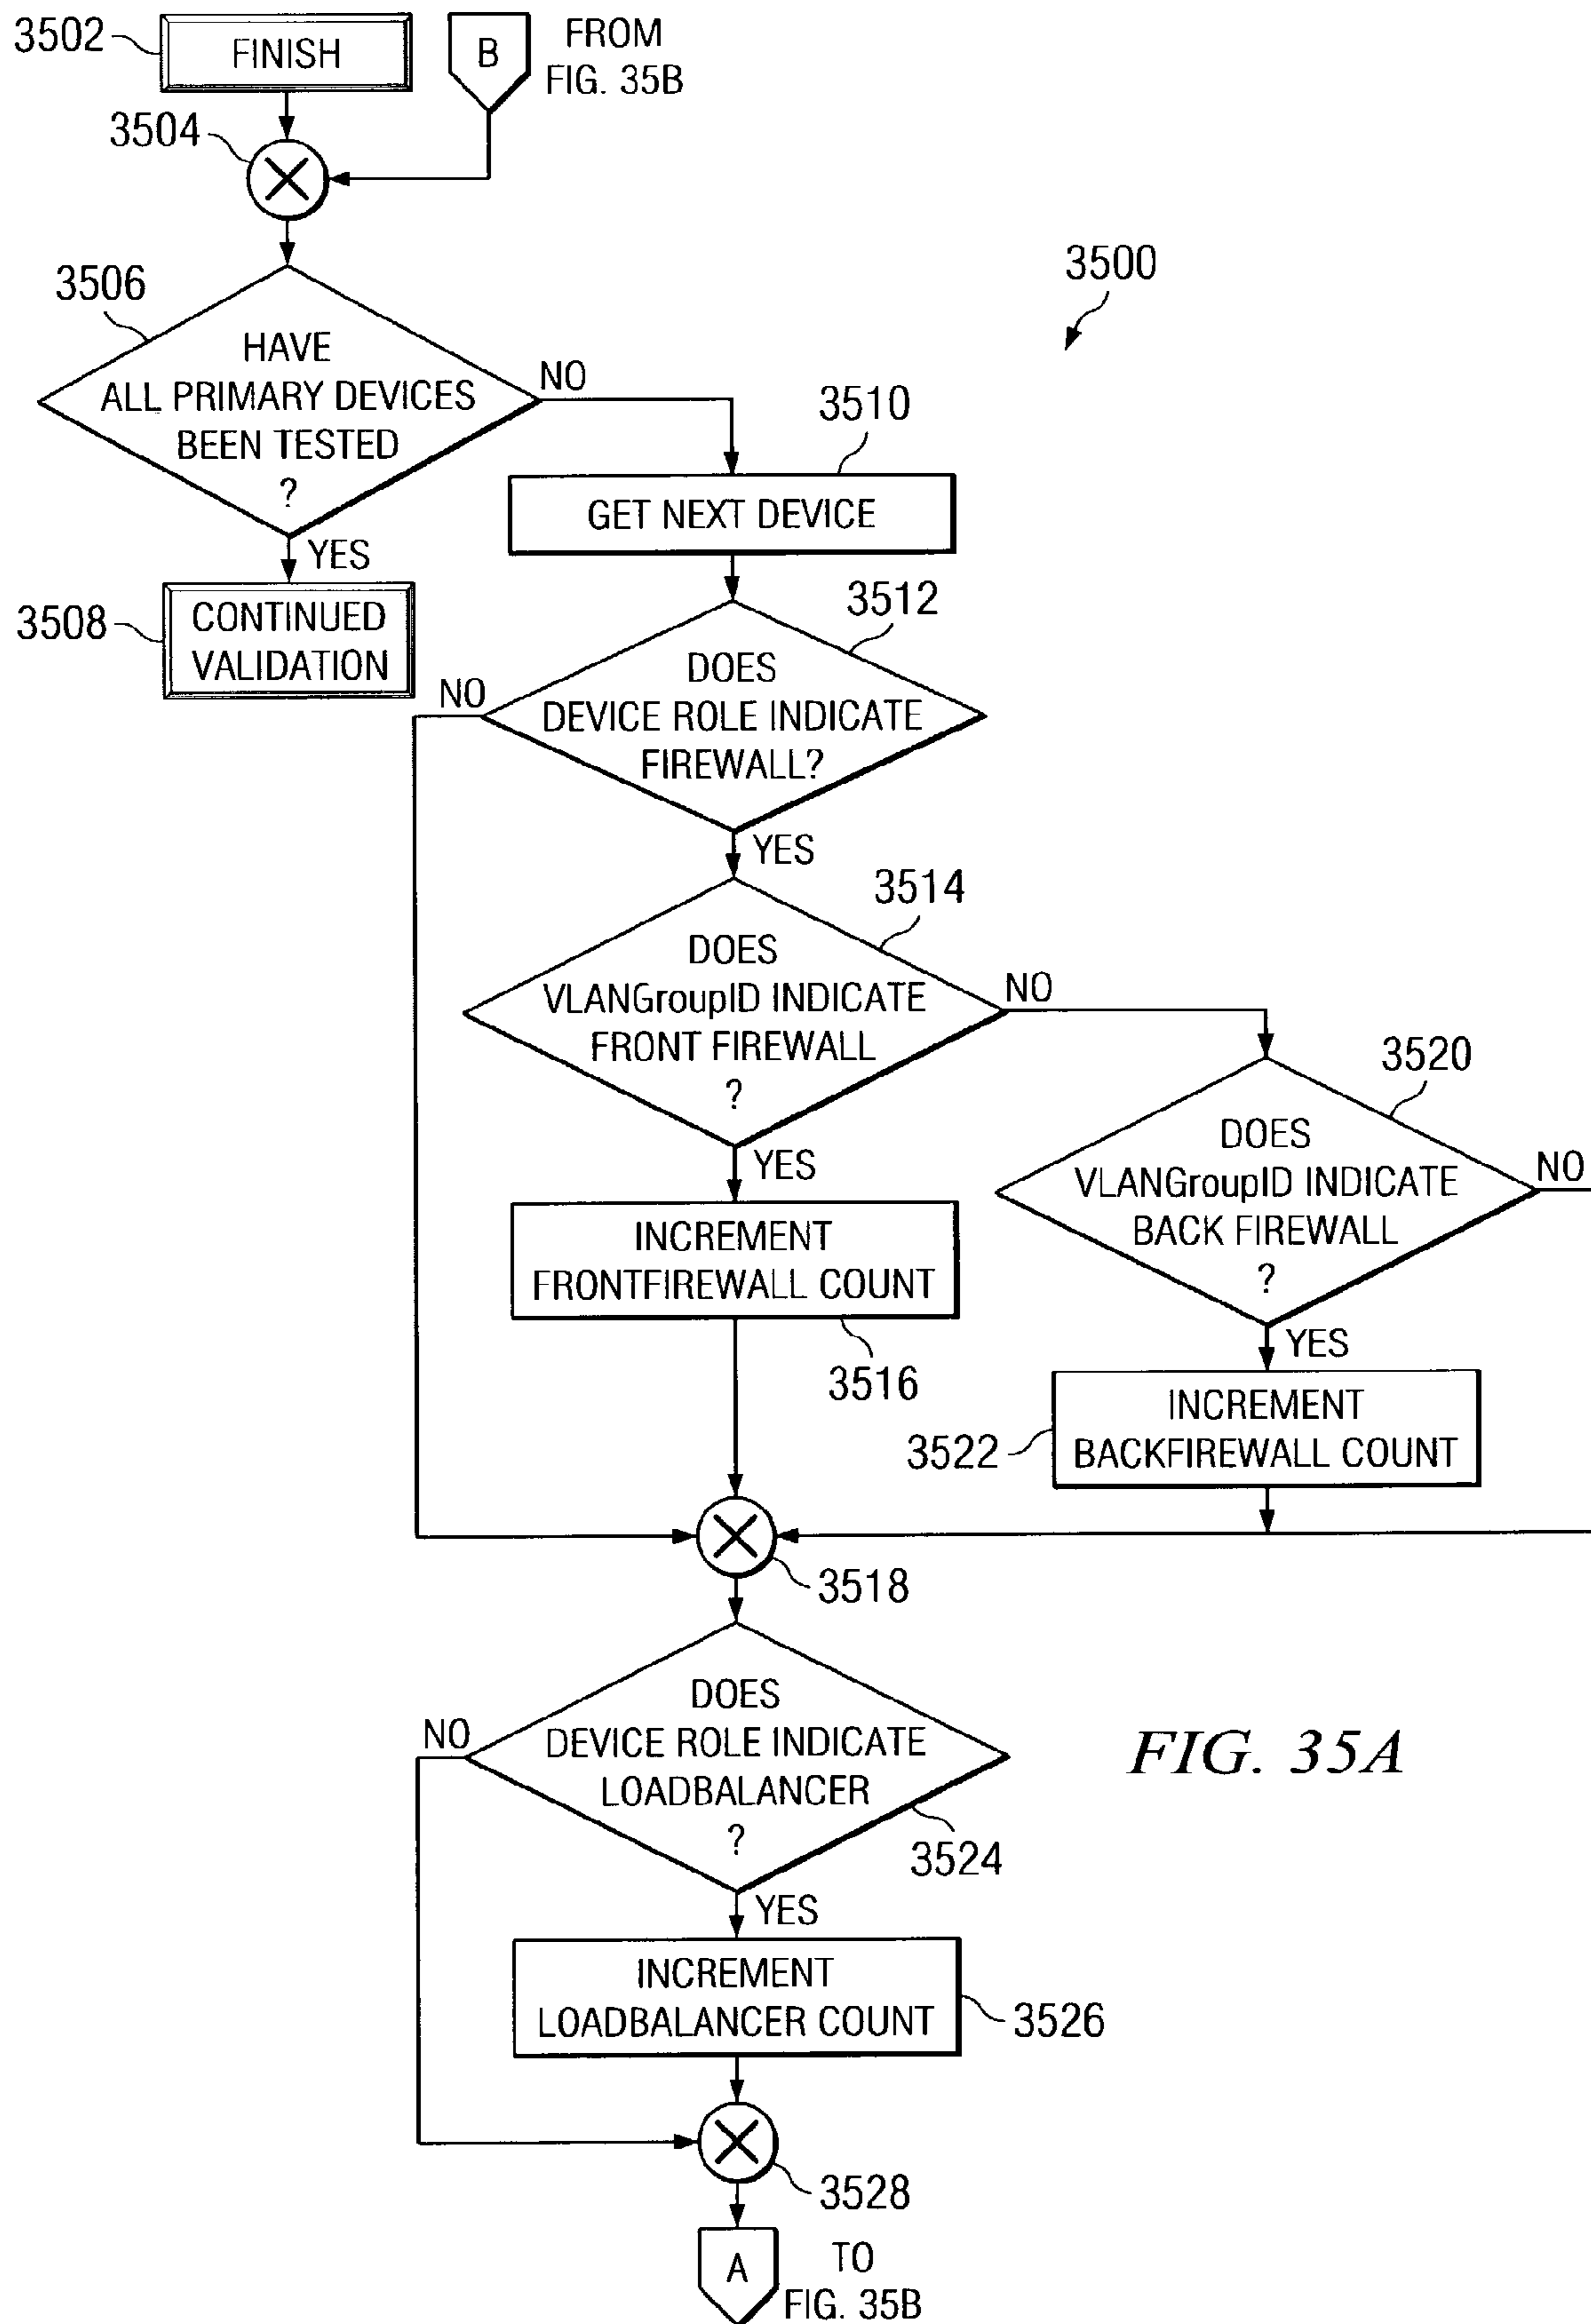 3502
FINISH
B
FROM
FIG. 35B
3504
3506
HAVE
ALL PRIMARY DEVICES
BEEN TESTED
?
NO
YES
3500
3510
GET NEXT DEVICE
3508
CONTINUED
VALIDATION
3512
DOES
DEVICE ROLE INDICATE
FIREWALL?
NO
YES
3514
DOES
VLANGroupID INDICATE
FRONT FIREWALL
?
NO
YES
3520
DOES
VLANGroupID INDICATE
BACK FIREWALL
?
NO
YES
INCREMENT
FRONTFIREWALL COUNT
3516
INCREMENT
BACKFIREWALL COUNT
3522
3518
DOES
DEVICE ROLE INDICATE
LOADBALANCER
?
NO
3524
YES
FIG. 35A
INCREMENT
LOADBALANCER COUNT
3526
3528
A
TO
FIG. 35B